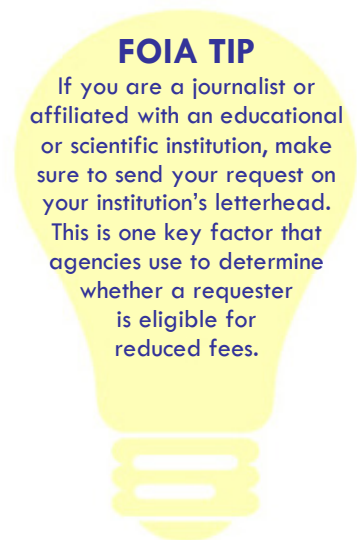 FOIA TIP
If you are a journalist or
affiliated with an educational
or scientific institution, make
sure to send your request on
your institution’s letterhead.
This is one key factor that
agencies use to determine
whether a requester
is eligible for
reduced fees.